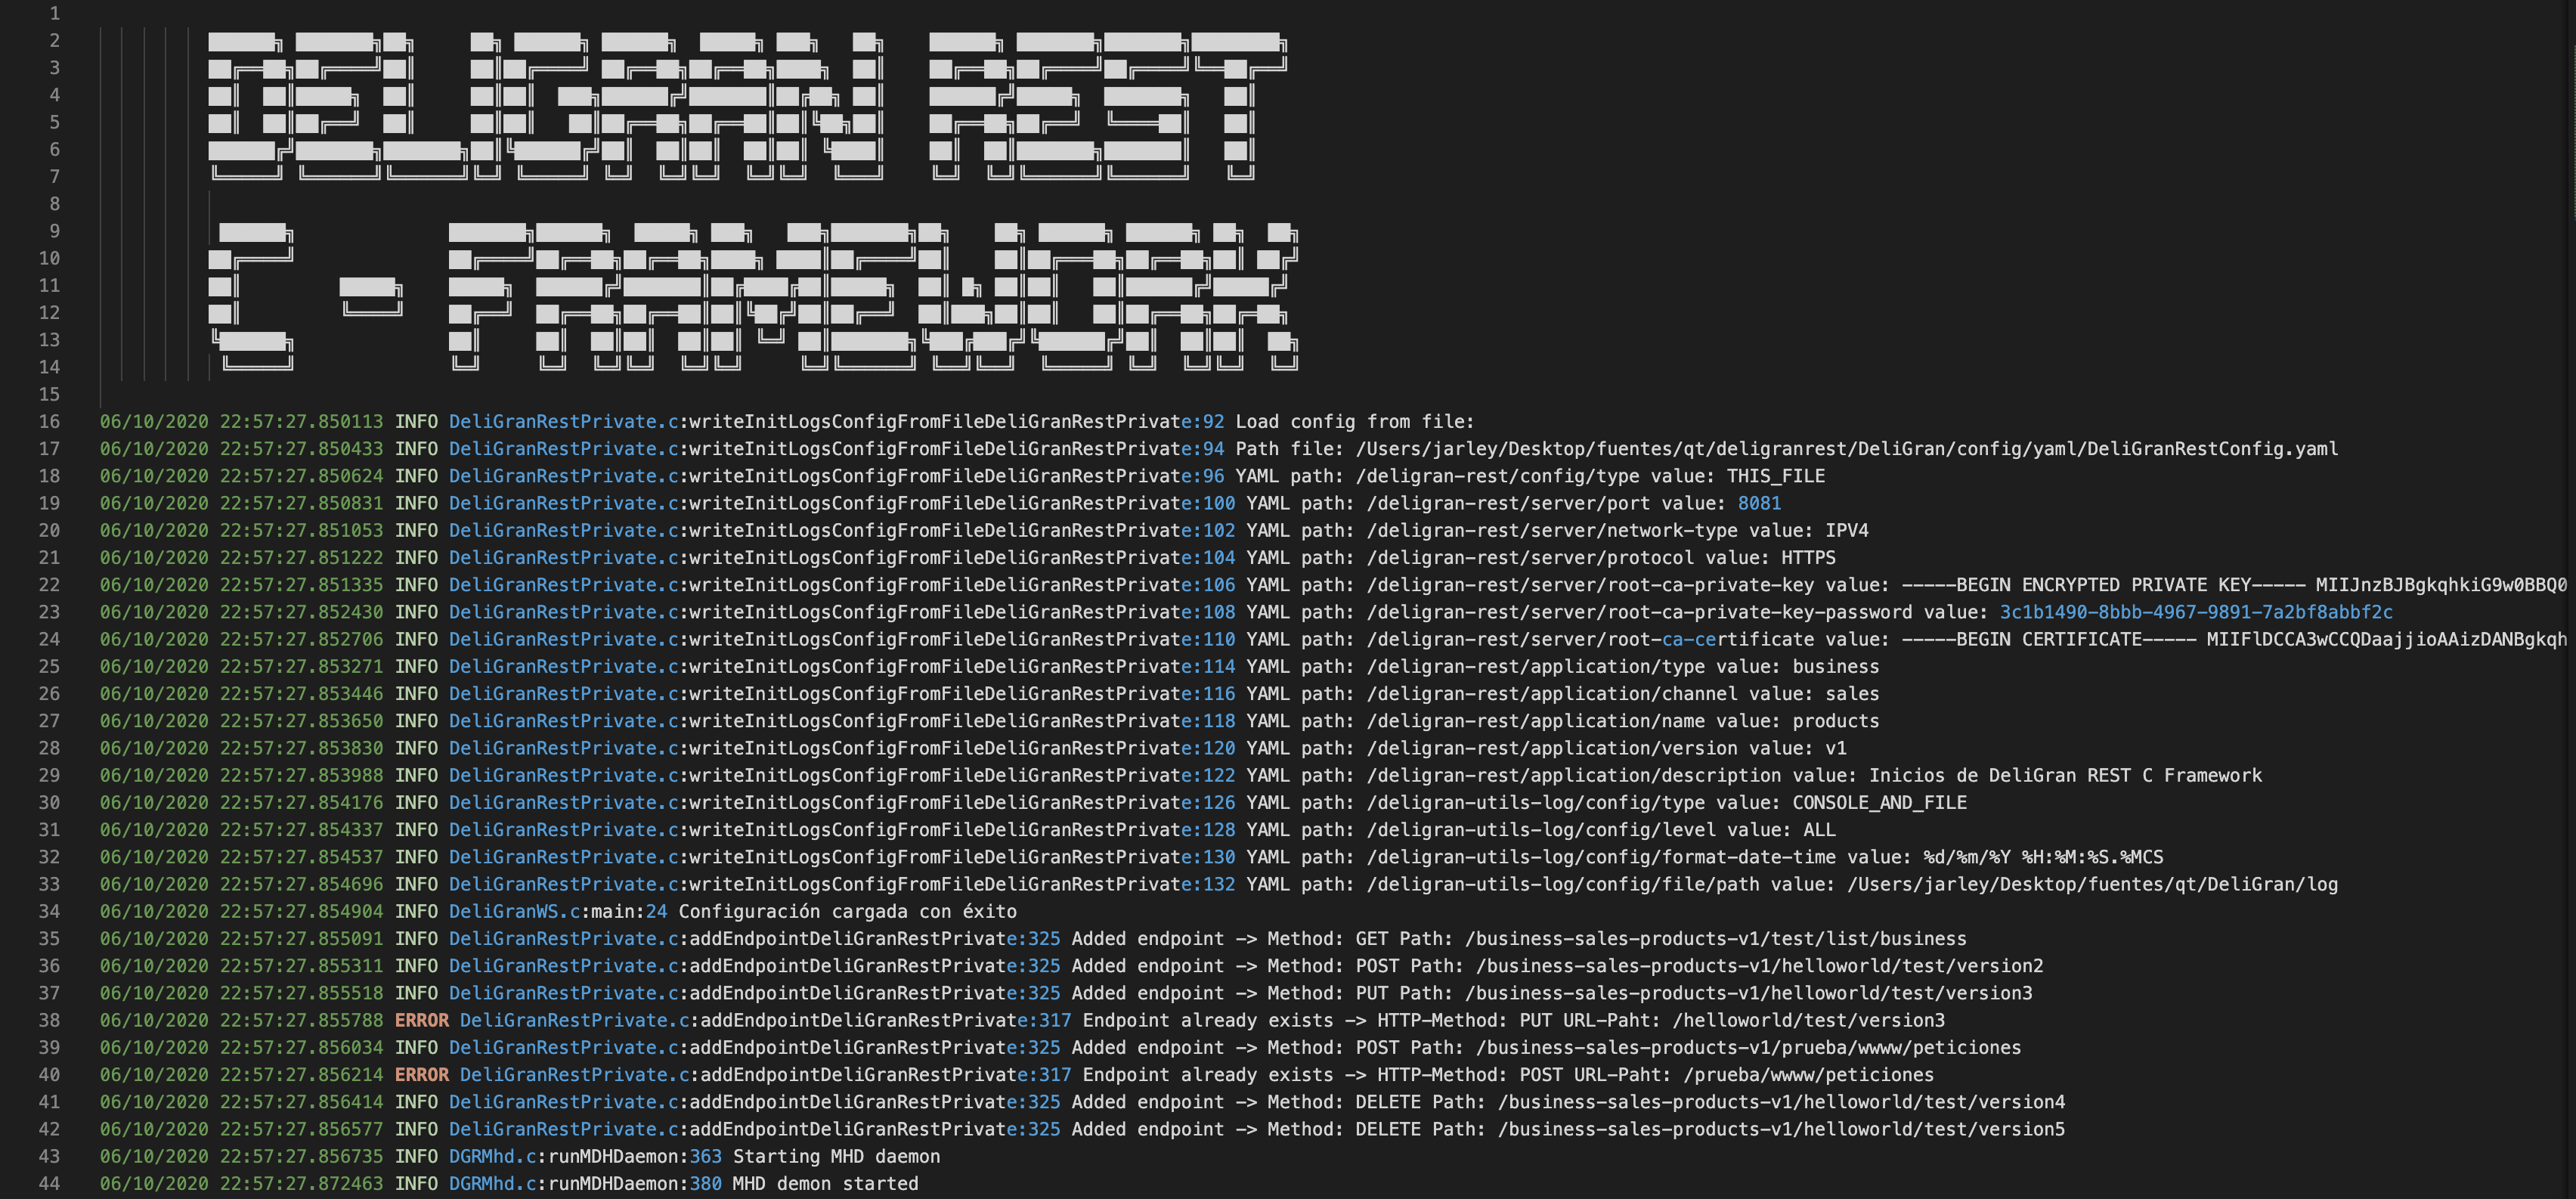 1
2 DELIGRAN REST
3
4
5
6
7
8
9 C - FRAMEWORK
10
11
12
13
14
15
16 06/10/2020 22:57:27.850113 INFO DeliGranRestPrivate.c:writeInitLogsConfigFromFileDeliGranRestPrivate:92 Load config from file:
17 06/10/2020 22:57:27.850433 INFO DeliGranRestPrivate.c:writeInitLogsConfigFromFileDeliGranRestPrivate:94 Path file: /Users/jarley/Desktop/fuentes/qt/deligranrest/DeliGran/config/yaml/DeliGranRestConfig.yaml
18 06/10/2020 22:57:27.850624 INFO DeliGranRestPrivate.c:writeInitLogsConfigFromFileDeliGranRestPrivate:96 YAML path: /deligran-rest/config/type value: THIS_FILE
19 06/10/2020 22:57:27.850831 INFO DeliGranRestPrivate.c:writeInitLogsConfigFromFileDeliGranRestPrivate:100 YAML path: /deligran-rest/server/port value: 8081
20 06/10/2020 22:57:27.851053 INFO DeliGranRestPrivate.c:writeInitLogsConfigFromFileDeliGranRestPrivate:102 YAML path: /deligran-rest/server/network-type value: IPV4
21 06/10/2020 22:57:27.851222 INFO DeliGranRestPrivate.c:writeInitLogsConfigFromFileDeliGranRestPrivate:104 YAML path: /deligran-rest/server/protocol value: HTTPS
22 06/10/2020 22:57:27.851335 INFO DeliGranRestPrivate.c:writeInitLogsConfigFromFileDeliGranRestPrivate:106 YAML path: /deligran-rest/server/root-ca-private-key value: -----BEGIN ENCRYPTED PRIVATE KEY----- MIIJnzBJBgkqhkiG9w0BBQ0
23 06/10/2020 22:57:27.852430 INFO DeliGranRestPrivate.c:writeInitLogsConfigFromFileDeliGranRestPrivate:108 YAML path: /deligran-rest/server/root-ca-private-key-password value: 3c1b1490-8bbb-4967-9891-7a2bf8abbf2c
24 06/10/2020 22:57:27.852706 INFO DeliGranRestPrivate.c:writeInitLogsConfigFromFileDeliGranRestPrivate:110 YAML path: /deligran-rest/server/root-ca-certificate value: -----BEGIN CERTIFICATE----- MIIFlDCCA3wCCQDaajjioAAizDANBgkqh
25 06/10/2020 22:57:27.853271 INFO DeliGranRestPrivate.c:writeInitLogsConfigFromFileDeliGranRestPrivate:114 YAML path: /deligran-rest/application/type value: business
26 06/10/2020 22:57:27.853446 INFO DeliGranRestPrivate.c:writeInitLogsConfigFromFileDeliGranRestPrivate:116 YAML path: /deligran-rest/application/channel value: sales
27 06/10/2020 22:57:27.853650 INFO DeliGranRestPrivate.c:writeInitLogsConfigFromFileDeliGranRestPrivate:118 YAML path: /deligran-rest/application/name value: products
28 06/10/2020 22:57:27.853830 INFO DeliGranRestPrivate.c:writeInitLogsConfigFromFileDeliGranRestPrivate:120 YAML path: /deligran-rest/application/version value: v1
29 06/10/2020 22:57:27.853988 INFO DeliGranRestPrivate.c:writeInitLogsConfigFromFileDeliGranRestPrivate:122 YAML path: /deligran-rest/application/description value: Inicios de DeliGran REST C Framework
30 06/10/2020 22:57:27.854176 INFO DeliGranRestPrivate.c:writeInitLogsConfigFromFileDeliGranRestPrivate:126 YAML path: /deligran-utils-log/config/type value: CONSOLE_AND_FILE
31 06/10/2020 22:57:27.854337 INFO DeliGranRestPrivate.c:writeInitLogsConfigFromFileDeliGranRestPrivate:128 YAML path: /deligran-utils-log/config/level value: ALL
32 06/10/2020 22:57:27.854537 INFO DeliGranRestPrivate.c:writeInitLogsConfigFromFileDeliGranRestPrivate:130 YAML path: /deligran-utils-log/config/format-date-time value: %d/%m/%Y %H:%M:%S.%MCS
33 06/10/2020 22:57:27.854696 INFO DeliGranRestPrivate.c:writeInitLogsConfigFromFileDeliGranRestPrivate:132 YAML path: /deligran-utils-log/config/file/path value: /Users/jarley/Desktop/fuentes/qt/DeliGran/log
34 06/10/2020 22:57:27.854904 INFO DeliGranWS.c:main:24 Configuración cargada con éxito
35 06/10/2020 22:57:27.855091 INFO DeliGranRestPrivate.c:addEndpointDeliGranRestPrivate:325 Added endpoint -> Method: GET Path: /business-sales-products-v1/test/list/business
36 06/10/2020 22:57:27.855311 INFO DeliGranRestPrivate.c:addEndpointDeliGranRestPrivate:325 Added endpoint -> Method: POST Path: /business-sales-products-v1/helloworld/test/version2
37 06/10/2020 22:57:27.855518 INFO DeliGranRestPrivate.c:addEndpointDeliGranRestPrivate:325 Added endpoint -> Method: PUT Path: /business-sales-products-v1/helloworld/test/version3
38 06/10/2020 22:57:27.855788 ERROR DeliGranRestPrivate.c:addEndpointDeliGranRestPrivate:317 Endpoint already exists -> HTTP-Method: PUT URL-Paht: /helloworld/test/version3
39 06/10/2020 22:57:27.856034 INFO DeliGranRestPrivate.c:addEndpointDeliGranRestPrivate:325 Added endpoint -> Method: POST Path: /business-sales-products-v1/prueba/wwww/peticiones
40 06/10/2020 22:57:27.856214 ERROR DeliGranRestPrivate.c:addEndpointDeliGranRestPrivate:317 Endpoint already exists -> HTTP-Method: POST URL-Paht: /prueba/wwww/peticiones
41 06/10/2020 22:57:27.856414 INFO DeliGranRestPrivate.c:addEndpointDeliGranRestPrivate:325 Added endpoint -> Method: DELETE Path: /business-sales-products-v1/helloworld/test/version4
42 06/10/2020 22:57:27.856577 INFO DeliGranRestPrivate.c:addEndpointDeliGranRestPrivate:325 Added endpoint -> Method: DELETE Path: /business-sales-products-v1/helloworld/test/version5
43 06/10/2020 22:57:27.856735 INFO DGRMhd.c:runMDHDaemon:363 Starting MHD daemon
44 06/10/2020 22:57:27.872463 INFO DGRMhd.c:runMDHDaemon:380 MHD demon started